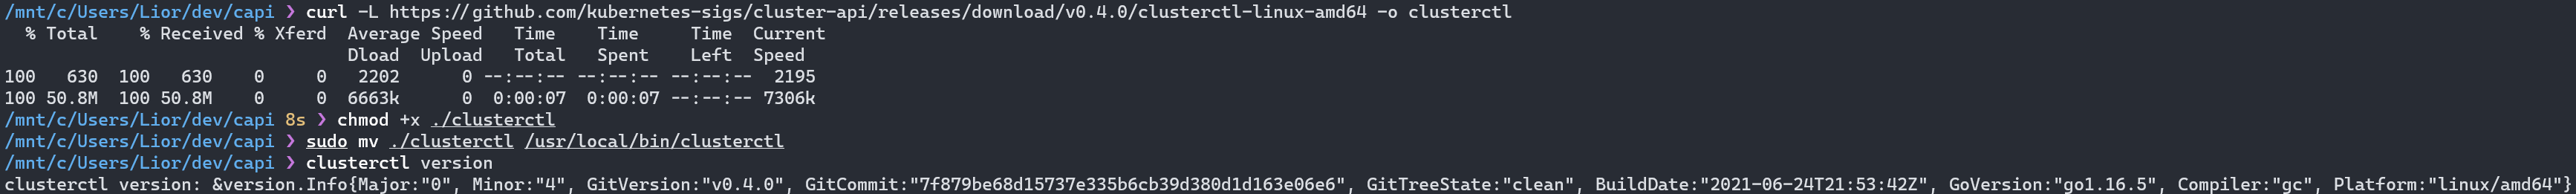 /mnt/c/Users/Lior/dev/capi ❯ curl -L https://github.com/kubernetes-sigs/cluster-api/releases/download/v0.4.0/clusterctl-linux-amd64 -o clusterctl
  % Total    % Received % Xferd  Average Speed   Time    Time     Time  Current
                                 Dload  Upload   Total   Spent    Left  Speed
100   630  100   630    0     0   2202      0 --:--:-- --:--:-- --:--:--  2195
100 50.8M  100 50.8M    0     0  6663k      0  0:00:07  0:00:07 --:--:-- 7306k
/mnt/c/Users/Lior/dev/capi 8s ❯ chmod +x ./clusterctl
/mnt/c/Users/Lior/dev/capi ❯ sudo mv ./clusterctl /usr/local/bin/clusterctl
/mnt/c/Users/Lior/dev/capi ❯ clusterctl version
clusterctl version: &version.Info{Major:"0", Minor:"4", GitVersion:"v0.4.0", GitCommit:"7f879be68d15737e335b6cb39d380d1d163e06e6", GitTreeState:"clean", BuildDate:"2021-06-24T21:53:42Z", GoVersion:"go1.16.5", Compiler:"gc", Platform:"linux/amd64"}